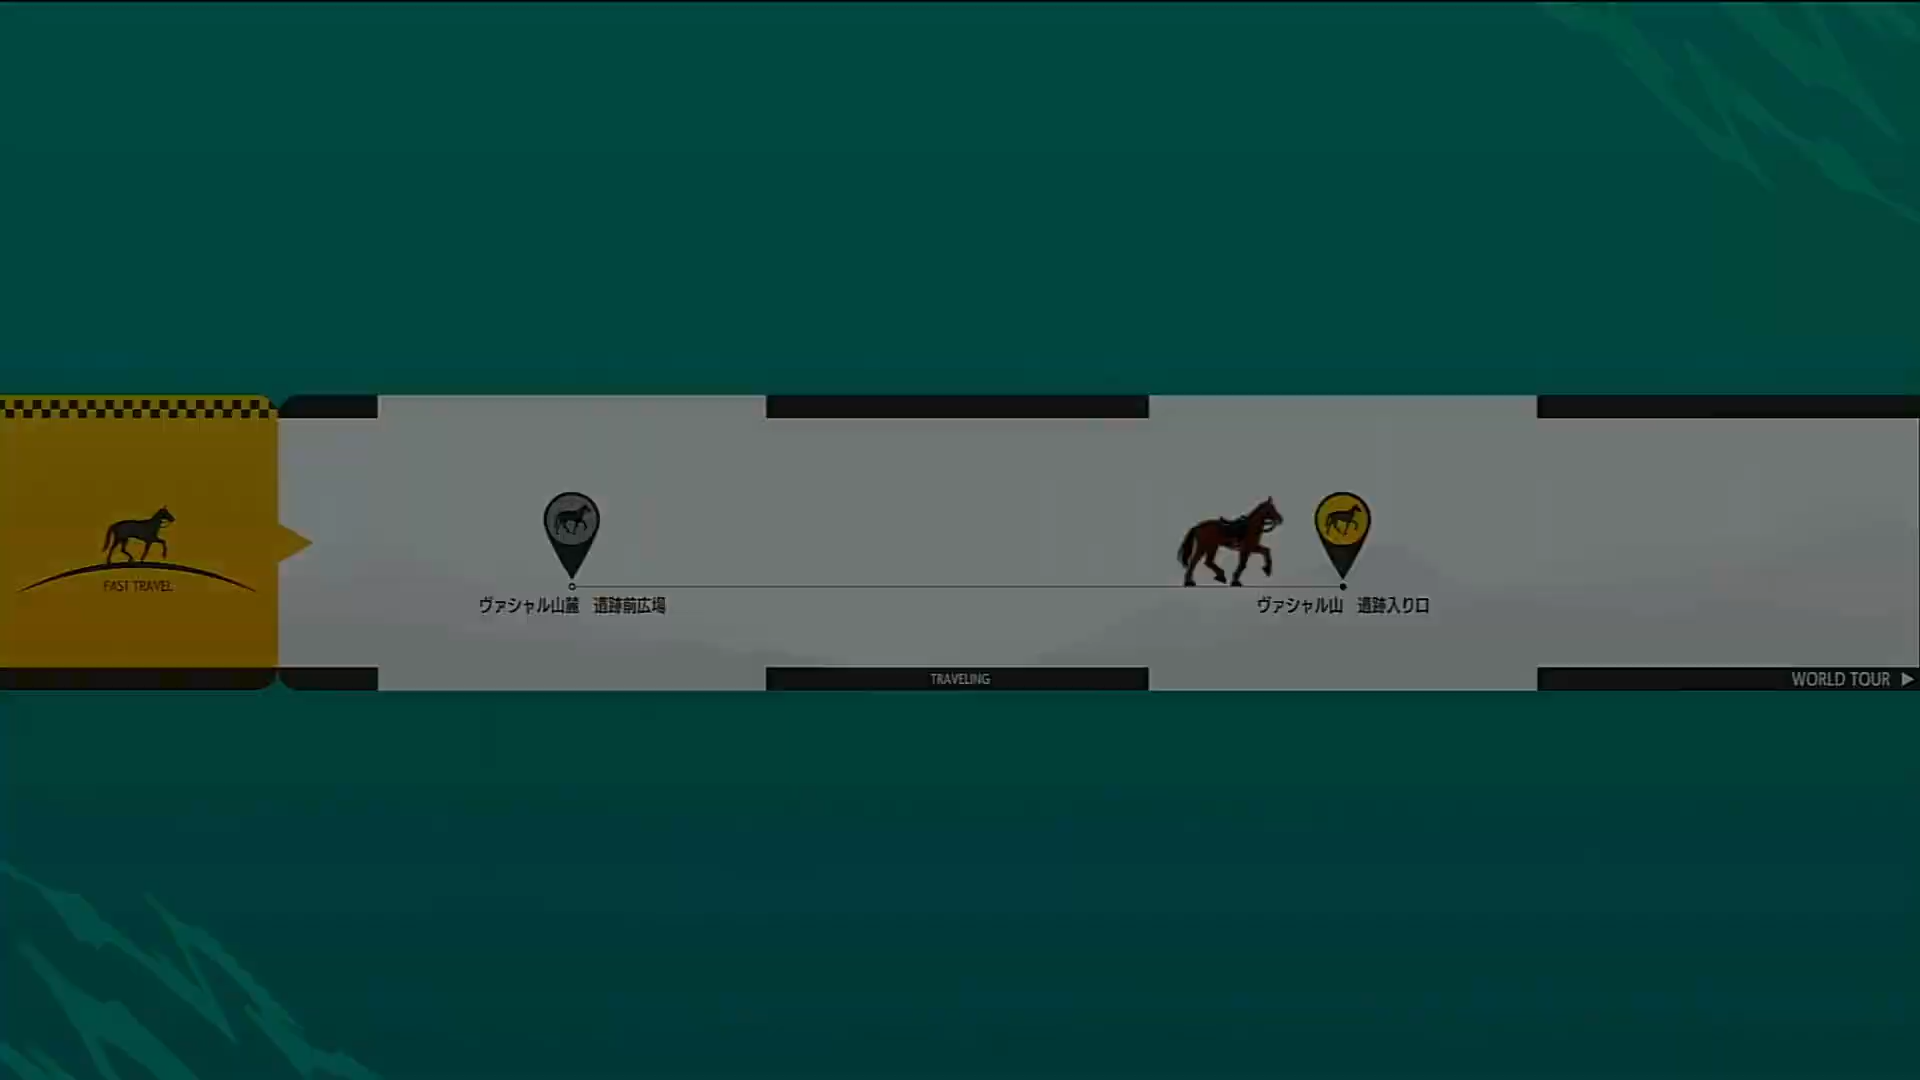 FAST TRAVEL
ヴァシャル山麓　遺跡前広場
ヴァシャル山　遺跡入り口
TRAVELING
WORLD TOUR